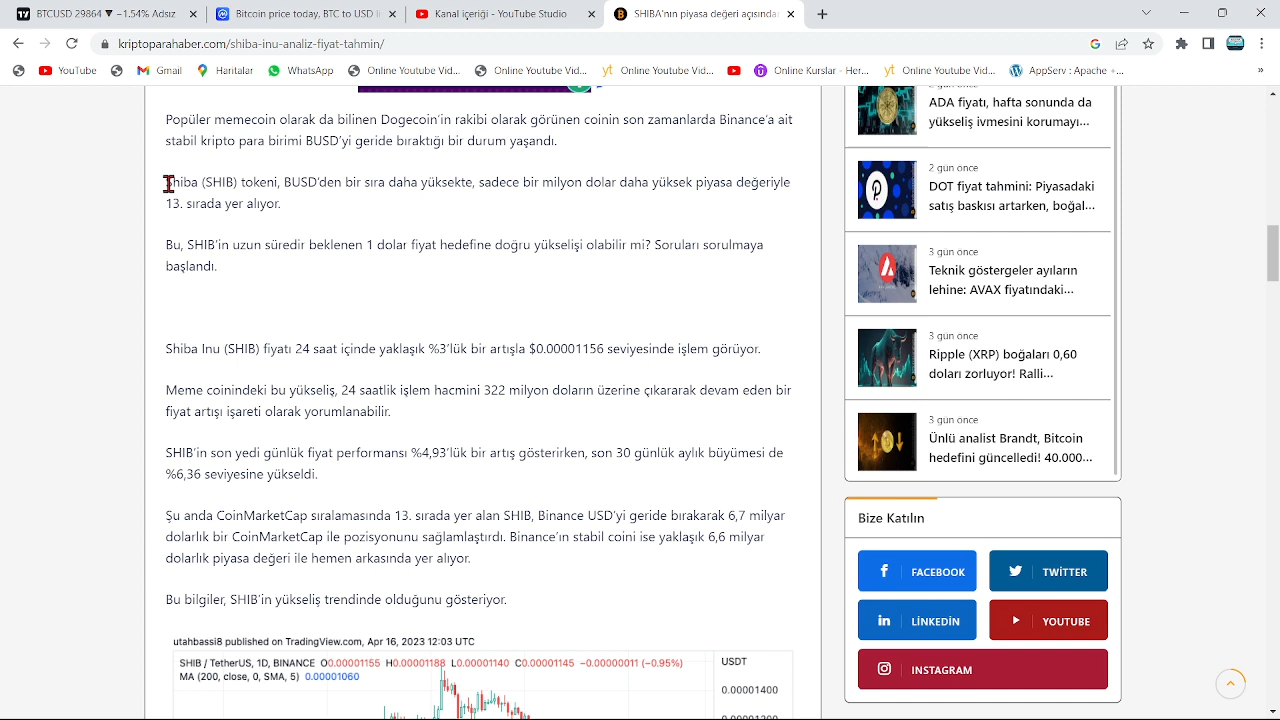 BTCUSD 29864 ▼ −1.54% Adsız
Bitcoin price today, BTC to USD li
Kanal içeriği - YouTube Studio
SHIBA'nın piyasa değeri açısından
kriptoparahaber.com/shiba-inu-analiz-fiyat-tahmin/
YouTube
Gmail
Haritalar
WhatsApp
Online Youtube Vid...
Online Youtube Vid...
Online Youtube Vid...
Online Kurslar - Her...
Online Youtube Vid...
AppServ : Apache +...
»
Popüler memecoin olarak da bilinen Dogecoin'in rakibi olarak görünen coinin son zamanlarda Binance'a ait
stabil kripto para birimi BUSD'yi geride bıraktığı bir durum yaşandı.
Shiba (SHIB) tokeni, BUSD'den bir sıra daha yüksekte, sadece bir milyon dolar daha yüksek piyasa değeriyle
13. sırada yer alıyor.
Bu, SHIB'in uzun süredir beklenen 1 dolar fiyat hedefine doğru yükselişi olabilir mi? Soruları sorulmaya
başlandı.
Shiba Inu (SHIB) fiyatı 24 saat içinde yaklaşık %3'lük bir artışla $0.00001156 seviyesinde işlem görüyor.
Meme coinindeki bu yükseliş, 24 saatlik işlem hacmini 322 milyon doların üzerine çıkararak devam eden bir
fiyat artışı işareti olarak yorumlanabilir.
SHIB'in son yedi günlük fiyat performansı %4,93'lük bir artış gösterirken, son 30 günlük aylık büyümesi de
%6,36 seviyesine yükseldi.
Şu anda CoinMarketCap sıralamasında 13. sırada yer alan SHIB, Binance USD'yi geride bırakarak 6,7 milyar
dolarlık bir CoinMarketCap ile pozisyonunu sağlamlaştırdı. Binance'in stabil coini ise yaklaşık 6,6 milyar
dolarlık piyasa değeri ile hemen arkasında yer alıyor.
Bu bilgiler, SHIB'in yükseliş trendinde olduğunu gösteriyor.
utahbassi8 published on TradingView.com, Apr 16, 2023 12:03 UTC
SHIB / TetherUS, 1D, BINANCE O0.00001155 H0.00001188 L0.00001140 C0.00001145 −0.00000011 (−0.95%)
MA (200, close, 0, SMA, 5) 0.00001060
USDT
0.00001400
0.00001300
2 gün önce
ADA fiyatı, hafta sonunda da
yükseliş ivmesini korumayı...
2 gün önce
DOT fiyat tahmini: Piyasadaki
satış baskısı artarken, boğal...
3 gün önce
Teknik göstergeler ayıların
lehine: AVAX fiyatındaki...
3 gün önce
Ripple (XRP) boğaları 0,60
doları zorluyor! Ralli...
3 gün önce
Ünlü analist Brandt, Bitcoin
hedefini güncelledi! 40.000...
Bize Katılın
FACEBOOK
TWİTTER
LİNKEDİN
YOUTUBE
INSTAGRAM